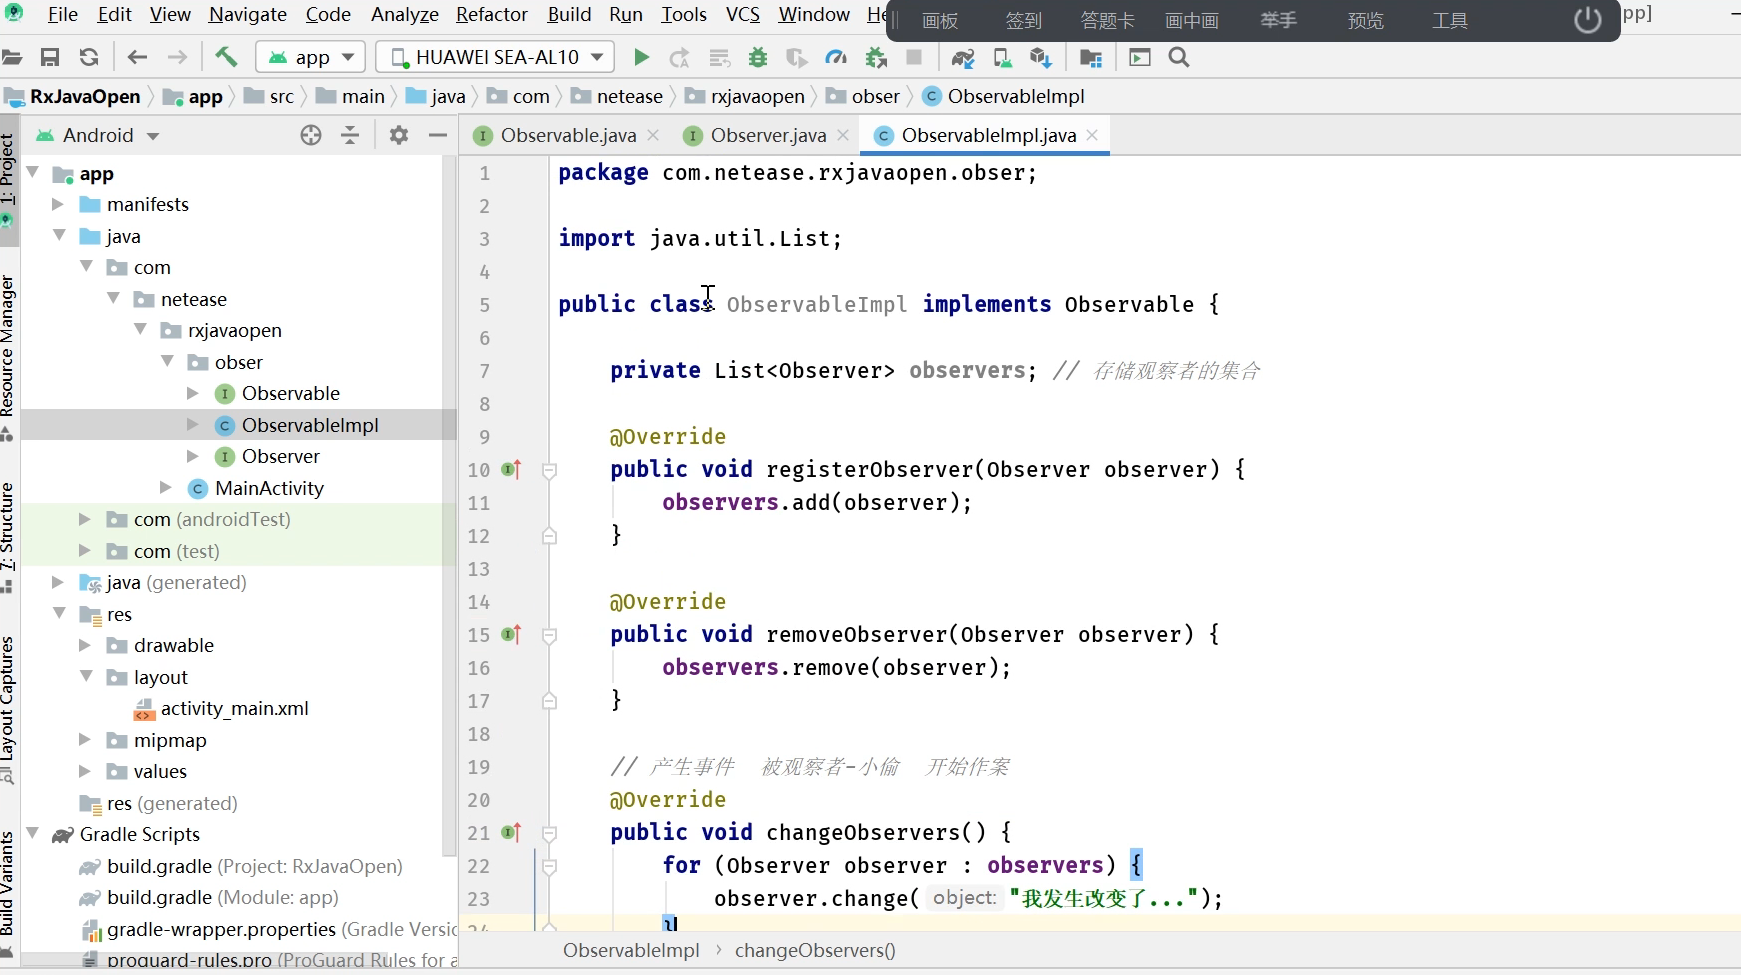 File Edit View Navigate Code Analyze Refactor Build Run Tools VCS Window 画板 签到 答题卡 画中画 举手 预览 工具 pp]
app HUAWEI SEA-AL10
RxJavaOpen app src main java com netease rxjavaopen obser ObservableImpl
Android
Observable.java Observer.java ObservableImpl.java
1: Project
Resource Manager
7: Structure
Layout Captures
Build Variants
app
manifests
java
com
netease
rxjavaopen
obser
Observable
ObservableImpl
Observer
MainActivity
com (androidTest)
com (test)
java (generated)
res
drawable
layout
activity_main.xml
mipmap
values
res (generated)
Gradle Scripts
build.gradle (Project: RxJavaOpen)
build.gradle (Module: app)
gradle-wrapper.properties (Gradle Versic
proguard-rules.pro (ProGuard Rules for a
1 package com.netease.rxjavaopen.obser;
2
3 import java.util.List;
4
5 public class ObservableImpl implements Observable {
6
7 private List<Observer> observers; // 存储观察者的集合
8
9 @Override
10 public void registerObserver(Observer observer) {
11 observers.add(observer);
12 }
13
14 @Override
15 public void removeObserver(Observer observer) {
16 observers.remove(observer);
17 }
18
19 // 产生事件 被观察者-小偷 开始作案
20 @Override
21 public void changeObservers() {
22 for (Observer observer : observers) {
23 observer.change( object: "我发生改变了...");
24 }
ObservableImpl › changeObservers()